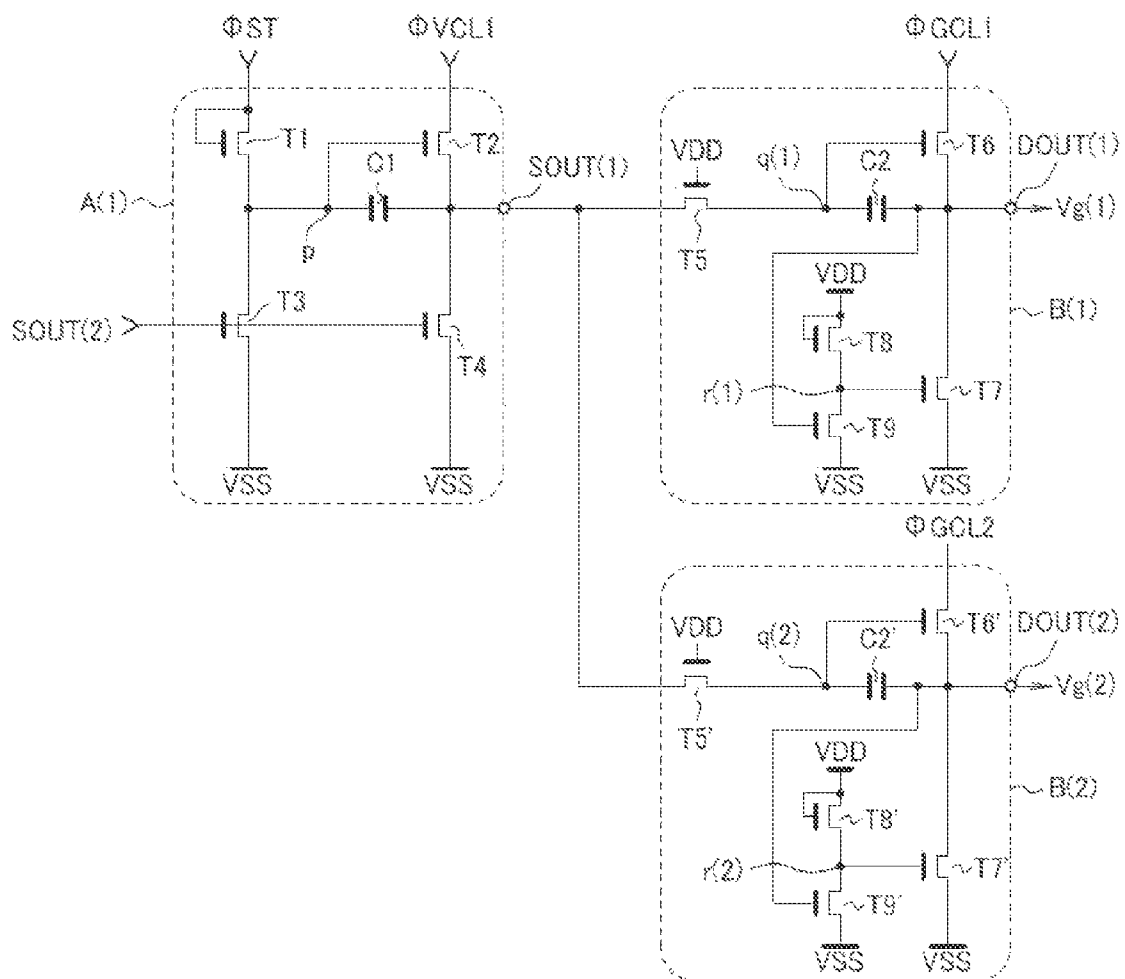 ΦST
ΦVCL1
ΦGCL1
T1
T2
C1
SOUT(1)
A(1)
p
T3
T4
SOUT(2)
VSS
VSS
VDD
q(1)
C2
T6
DOUT(1)
Vg(1)
T5
VDD
T8
B(1)
r(1)
T7
T9
VSS
VSS
ΦGCL2
VDD
q(2)
C2'
T6'
DOUT(2)
Vg(2)
T5'
VDD
T8'
B(2)
r(2)
T7'
T9'
VSS
VSS